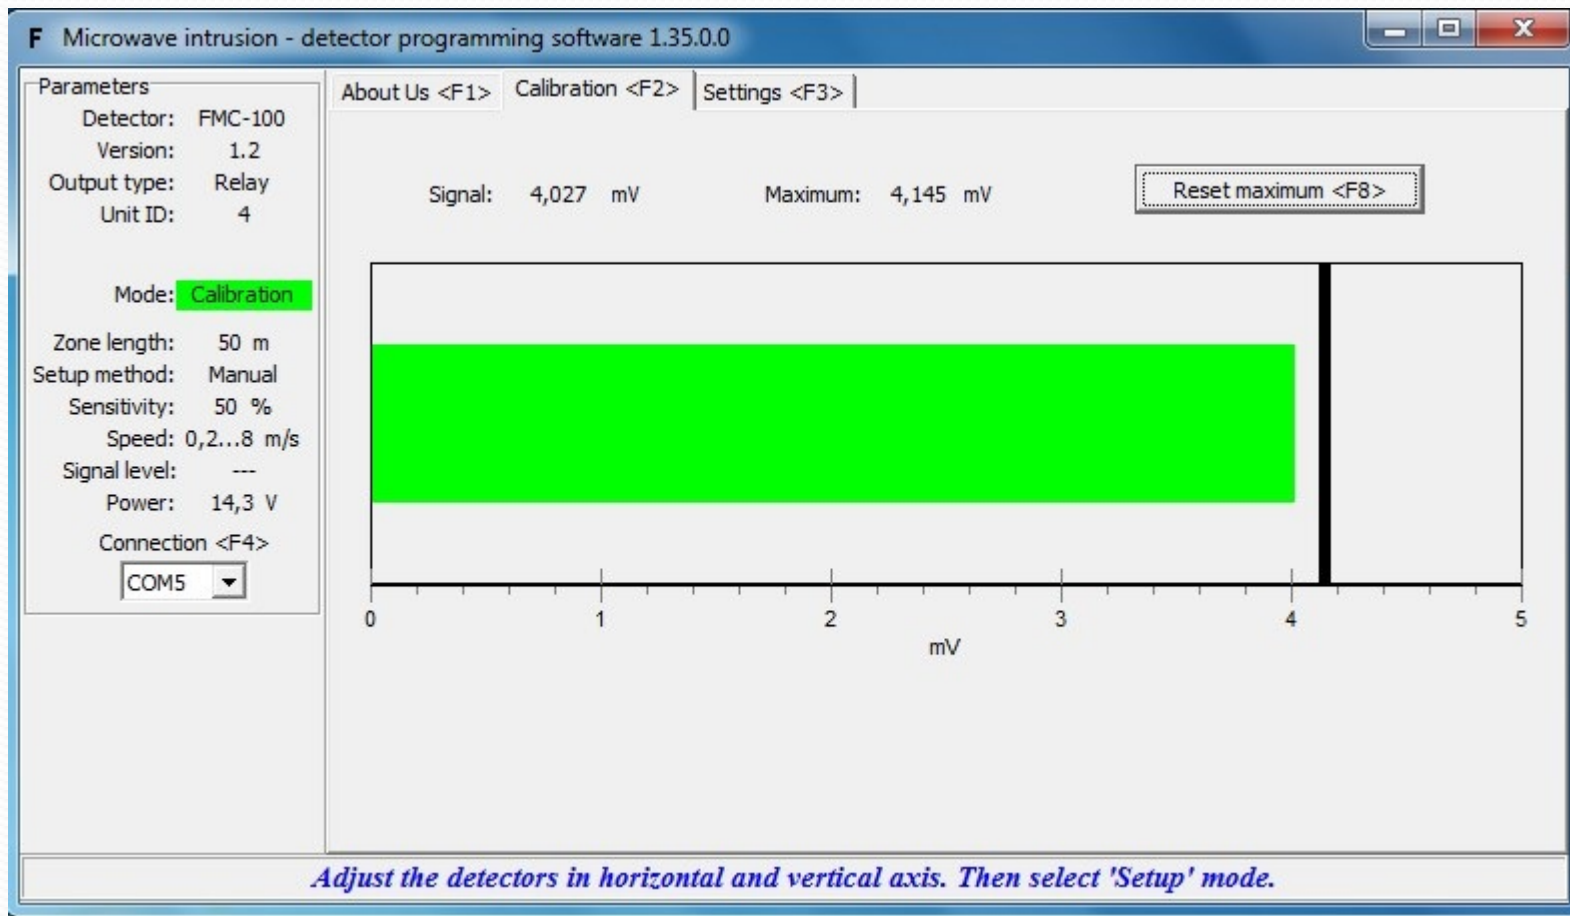 F Microwave intrusion - detector programming software 1.35.0.0
Parameters
Detector: FMC-100
Version: 1.2
Output type: Relay
Unit ID: 4
Mode: Calibration
Zone length: 50 m
Setup method: Manual
Sensitivity: 50 %
Speed: 0,2...8 m/s
Signal level: ---
Power: 14,3 V
Connection <F4>
COM5
About Us <F1> Calibration <F2> Settings <F3>
Signal: 4,027 mV Maximum: 4,145 mV Reset maximum <F8>
0 1 2 3 4 5
mV
Adjust the detectors in horizontal and vertical axis. Then select 'Setup' mode.